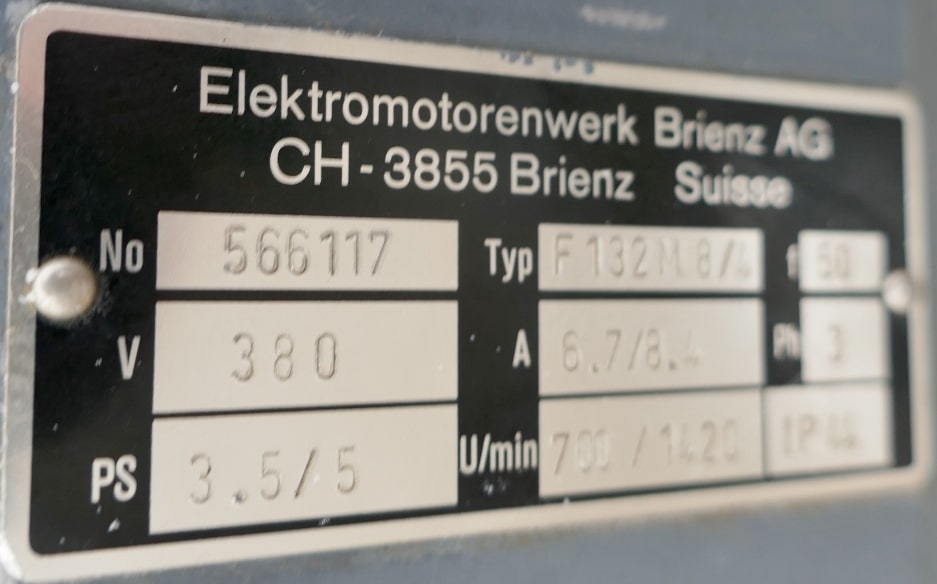 Elektromotorenwerk Brienz AG
CH - 3855 Brienz Suisse
No 566117 Typ F 132M 8/4 f 50
V 380 A 6.7/8.4 Ph 3
PS 3.5/5 U/min 700 / 1420 IP44